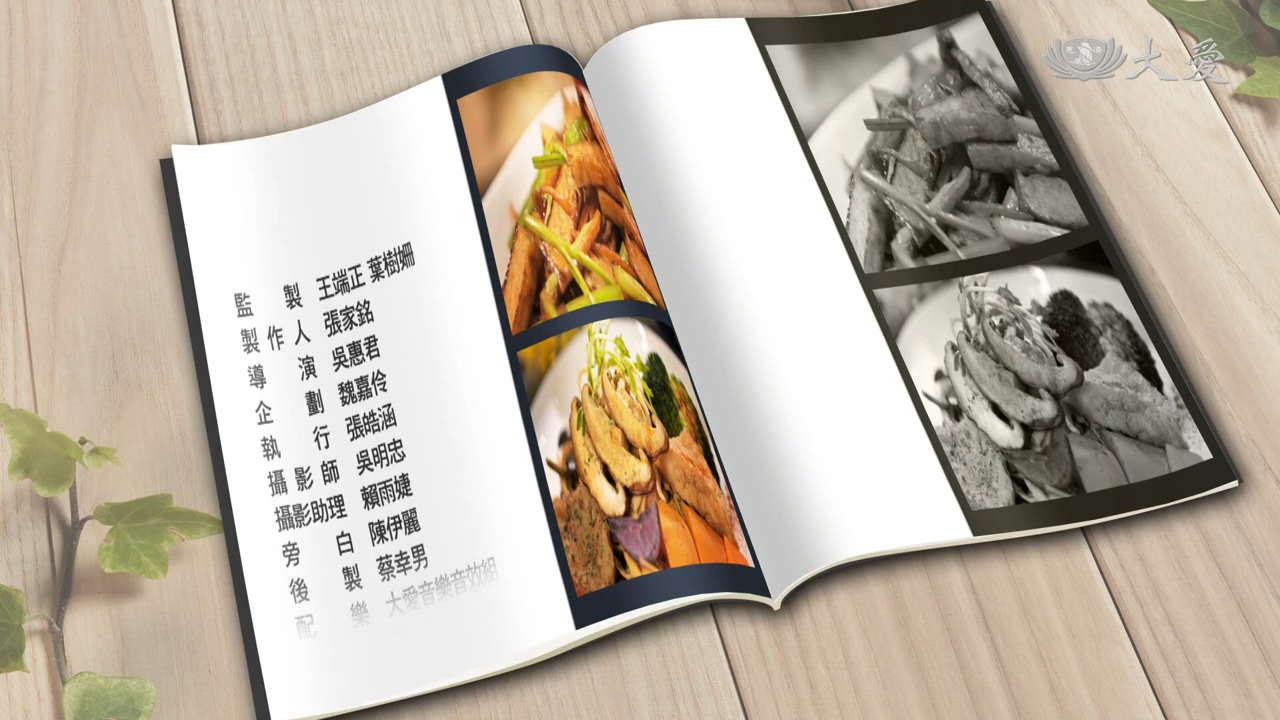 監製 王端正 葉樹姍
製作人 張家銘
導演 吳惠君
企劃 魏嘉伶
執行 張皓涵
攝影師 吳明忠
攝影助理 賴雨婕
旁白 陳伊麗
後製 蔡幸男
配樂 大愛音樂音效組
大愛